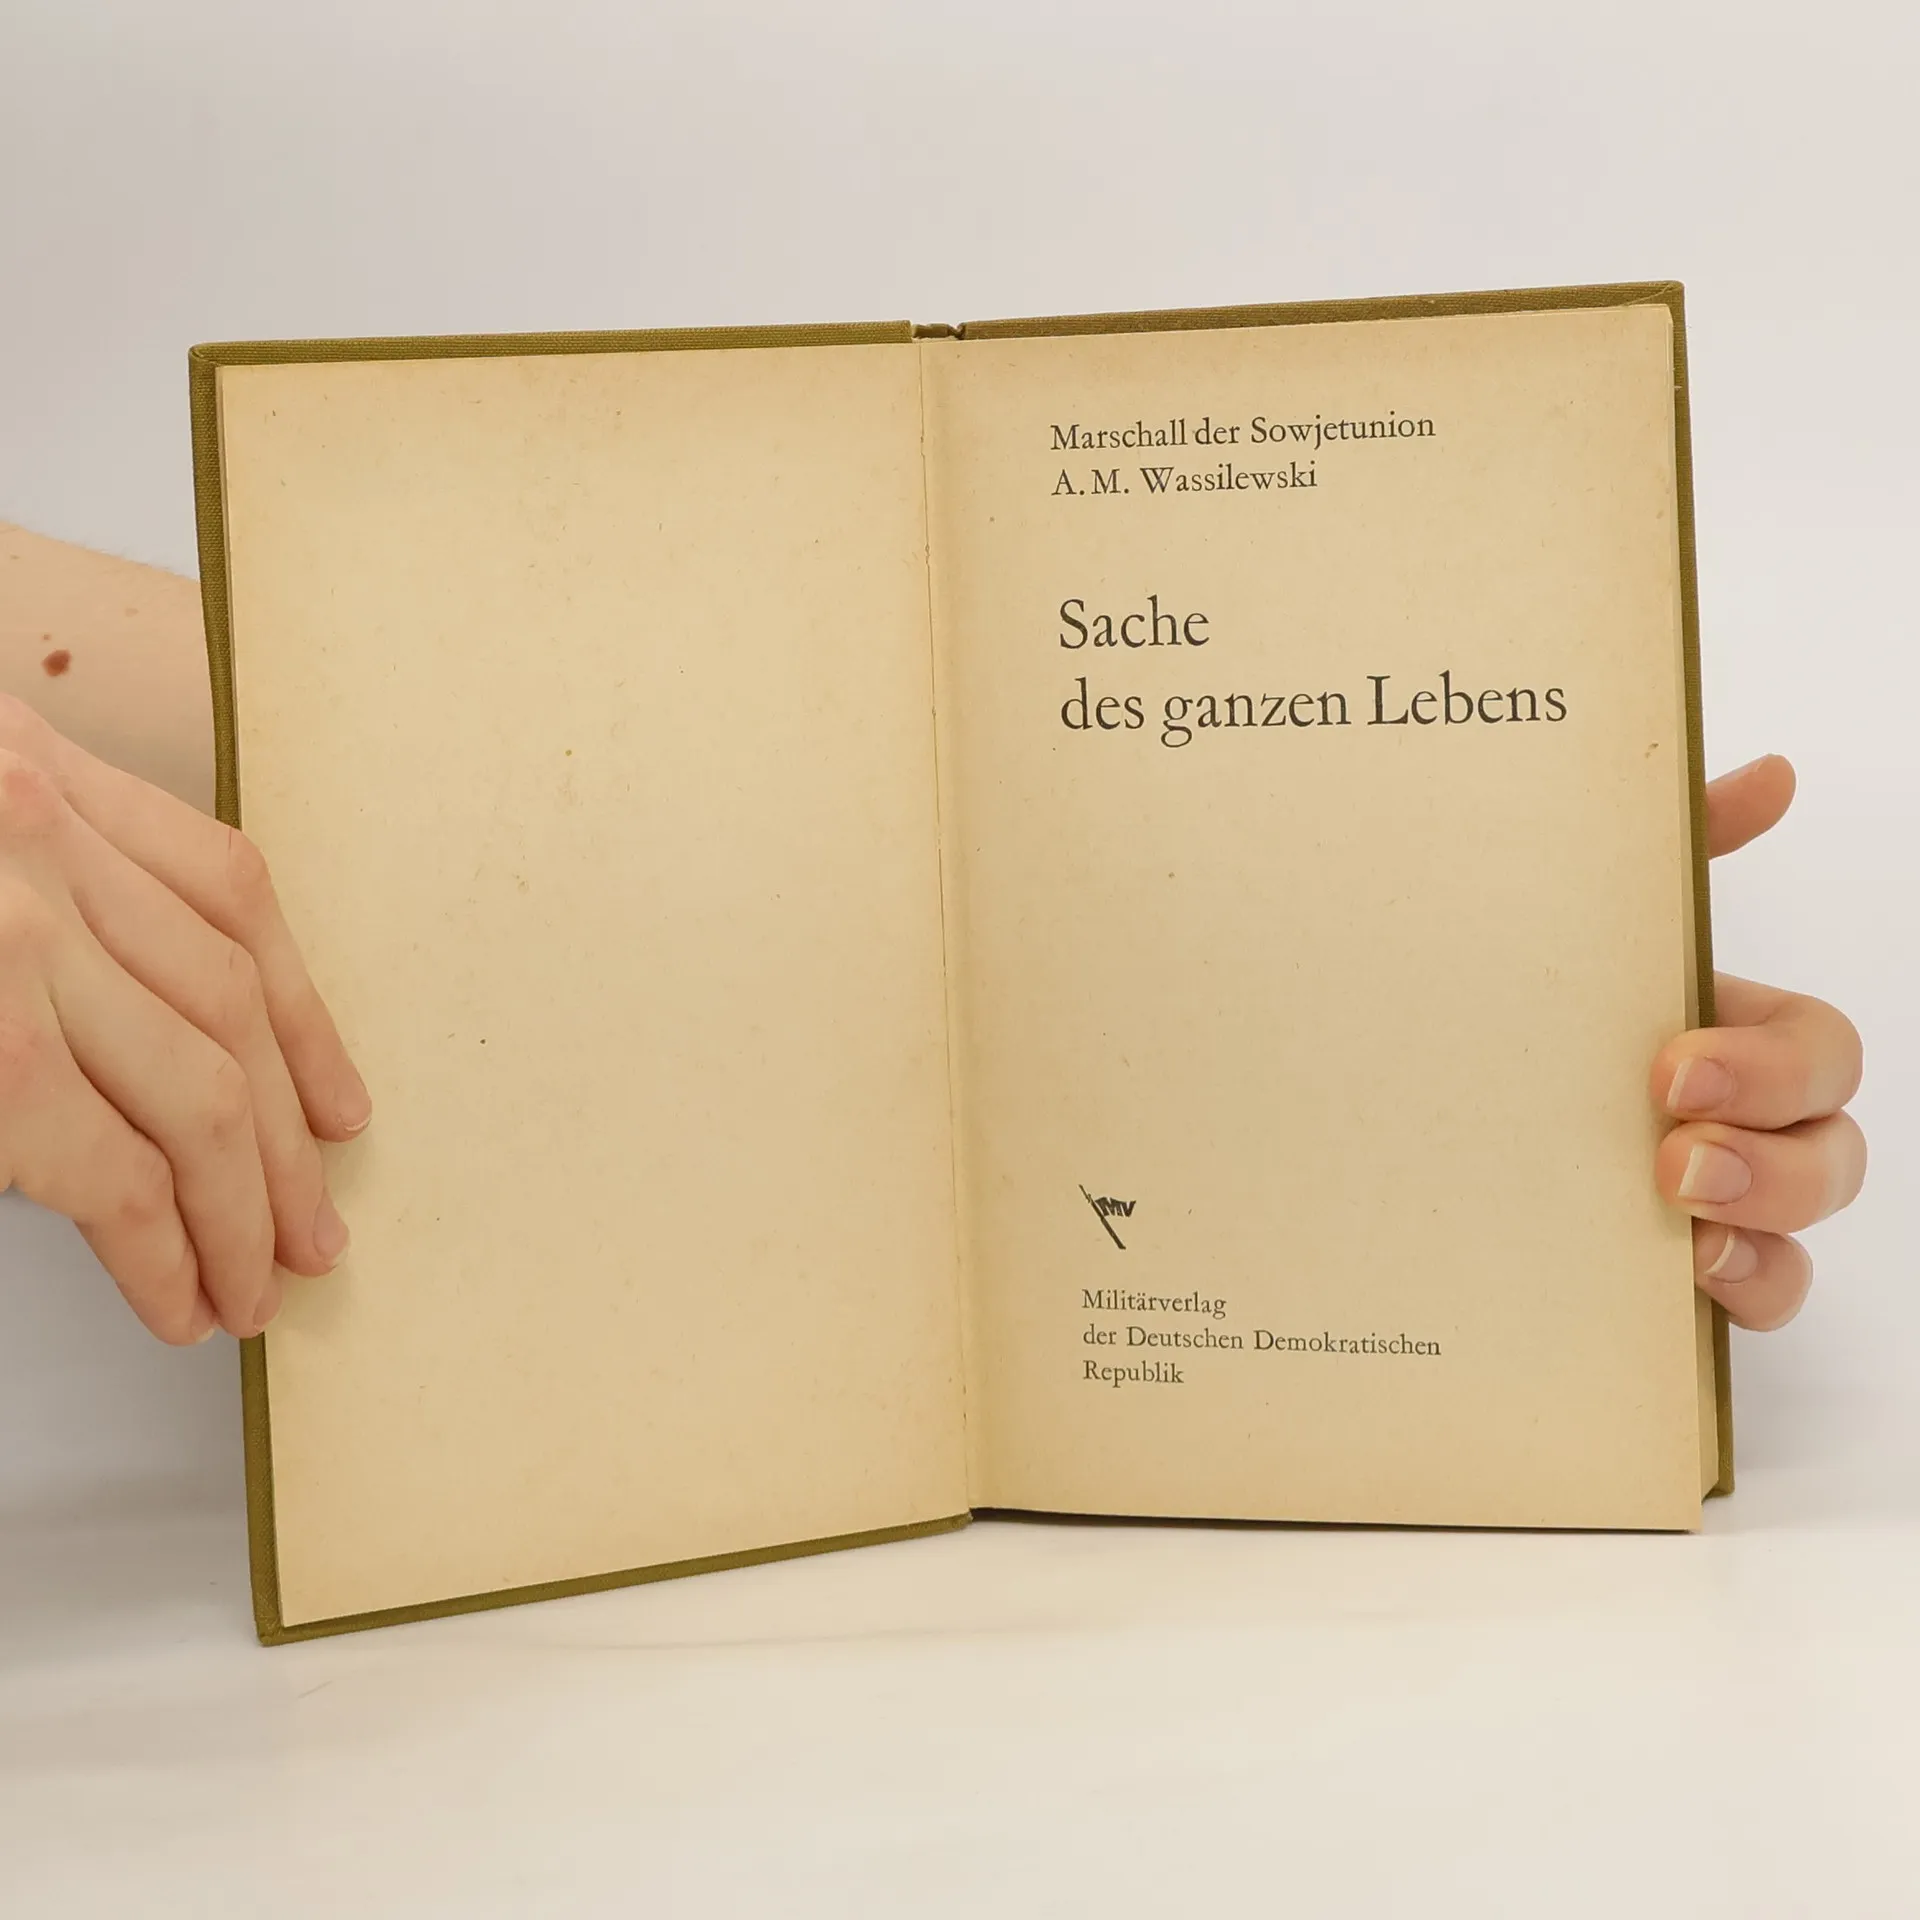 Marschall der Sowjetunion
A. M. Wassilewski
Sache
des ganzen Lebens
MV
Militärverlag
der Deutschen Demokratischen
Republik